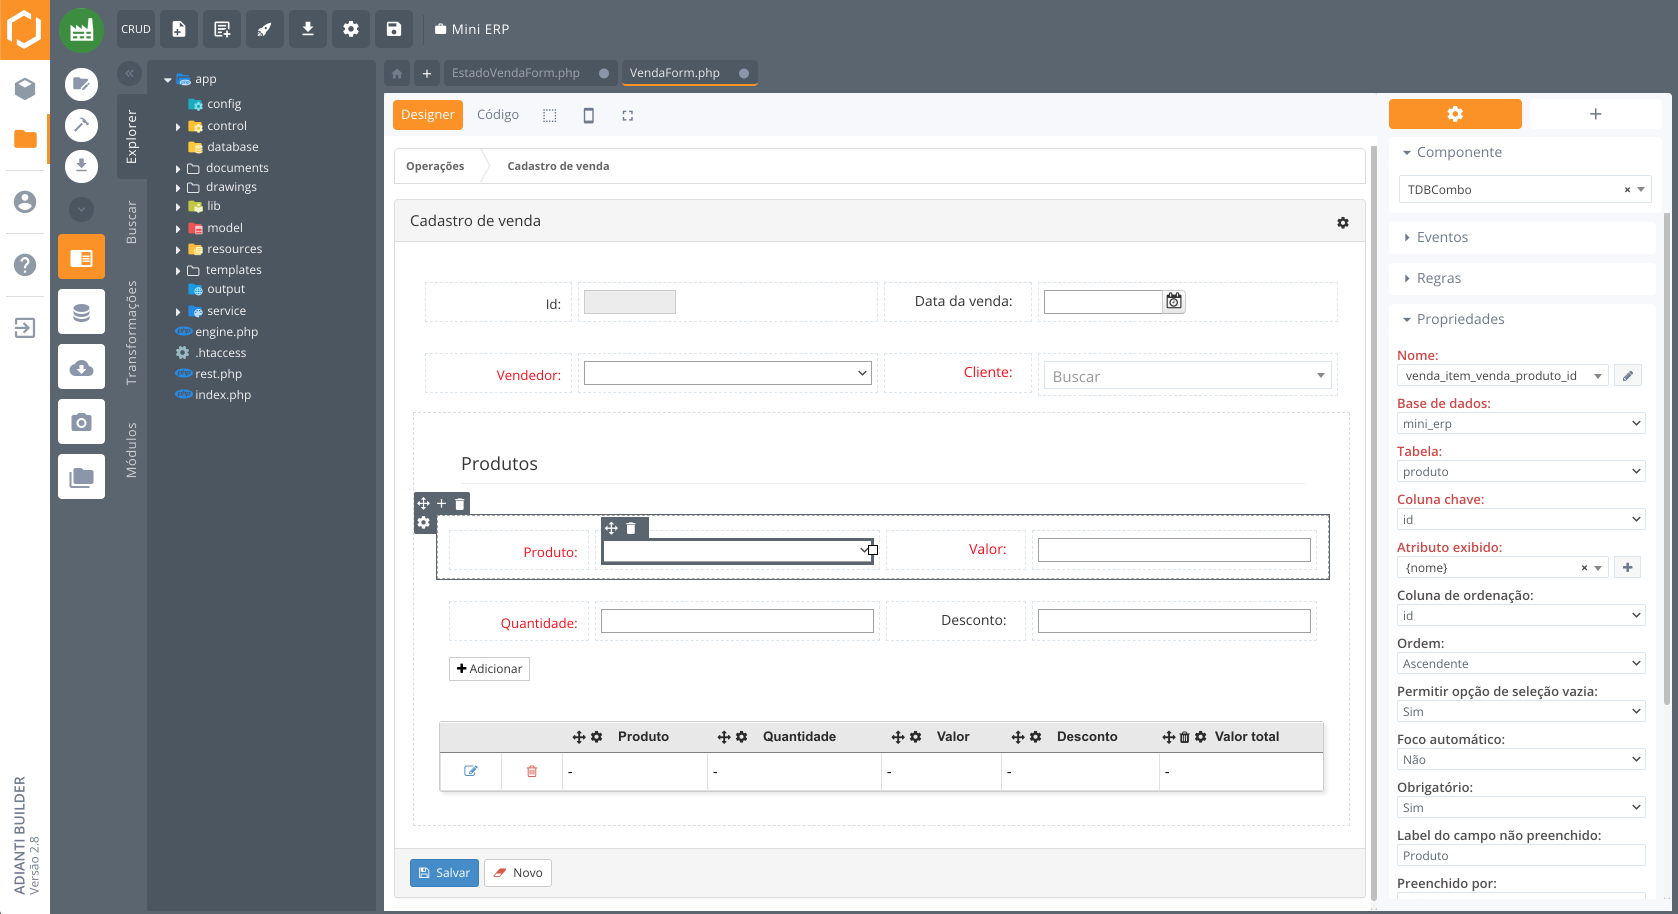 CRUD
Mini ERP
EstadoVendaForm.php
VendaForm.php
Explorer
Buscar
Transformações
Módulos
app
config
control
database
documents
drawings
lib
model
resources
templates
output
service
engine.php
.htaccess
rest.php
index.php
ADIANTI BUILDER
Versão 2.8
Designer
Código
Operações
Cadastro de venda
Cadastro de venda
Id:
Data da venda:
Vendedor:
Cliente:
Buscar
Produtos
Produto:
Valor:
Quantidade:
Desconto:
Adicionar
Produto Quantidade Valor Desconto Valor total
- - - - -
Salvar
Novo
Componente
TDBCombo
Eventos
Regras
Propriedades
Nome:
venda_item_venda_produto_id
Base de dados:
mini_erp
Tabela:
produto
Coluna chave:
id
Atributo exibido:
{nome}
Coluna de ordenação:
id
Ordem:
Ascendente
Permitir opção de seleção vazia:
Sim
Foco automático:
Não
Obrigatório:
Sim
Label do campo não preenchido:
Produto
Preenchido por: